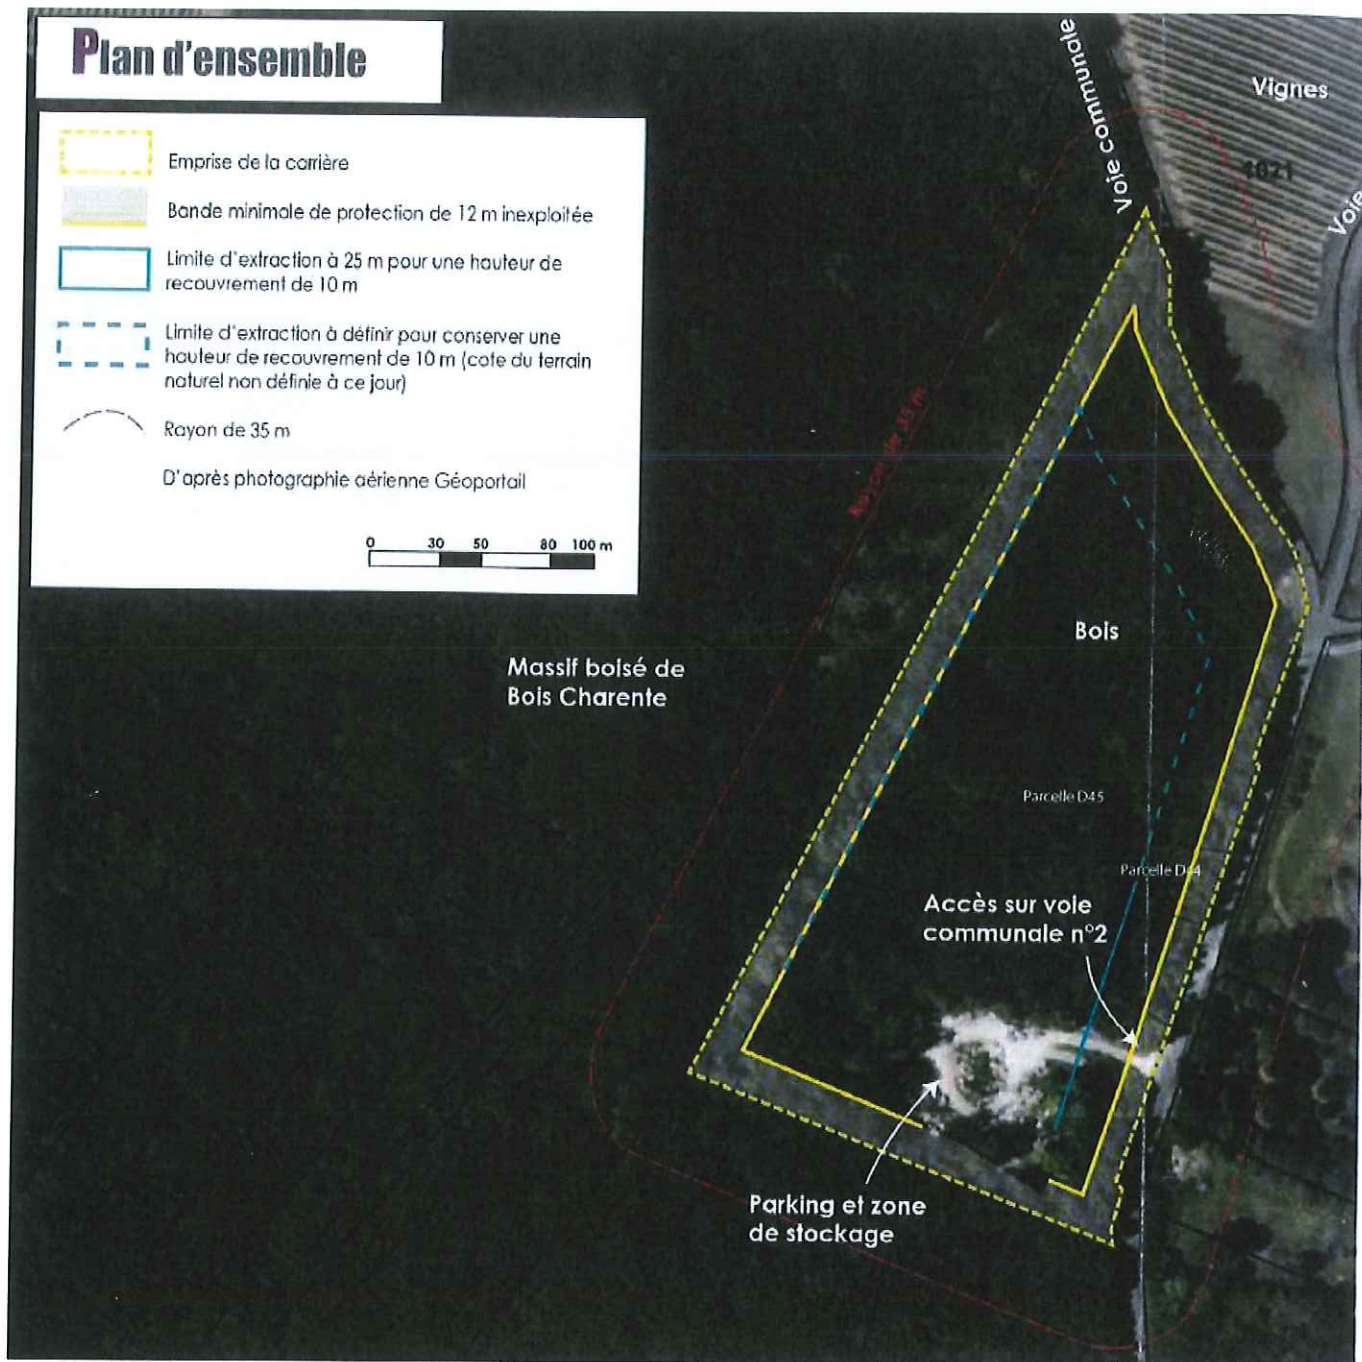 Plan d'ensemble
Emprise de la carrière
Bande minimale de protection de 12 m inexploitée
Limite d'extraction à 25 m pour une hauteur de
recouvrement de 10 m
Limite d'extraction à définir pour conserver une
hauteur de recouvrement de 10 m (cote du terrain
naturel non définie à ce jour)
Rayon de 35 m
D'après photographie aérienne Géoportail
0 30 50 80 100 m
Voie communale
Vignes
Voie
Rayon de 35 m
Bois
Massif boisé de
Bois Charente
Parcelle D45
Parcelle
Accès sur voie
communale n°2
Parking et zone
de stockage